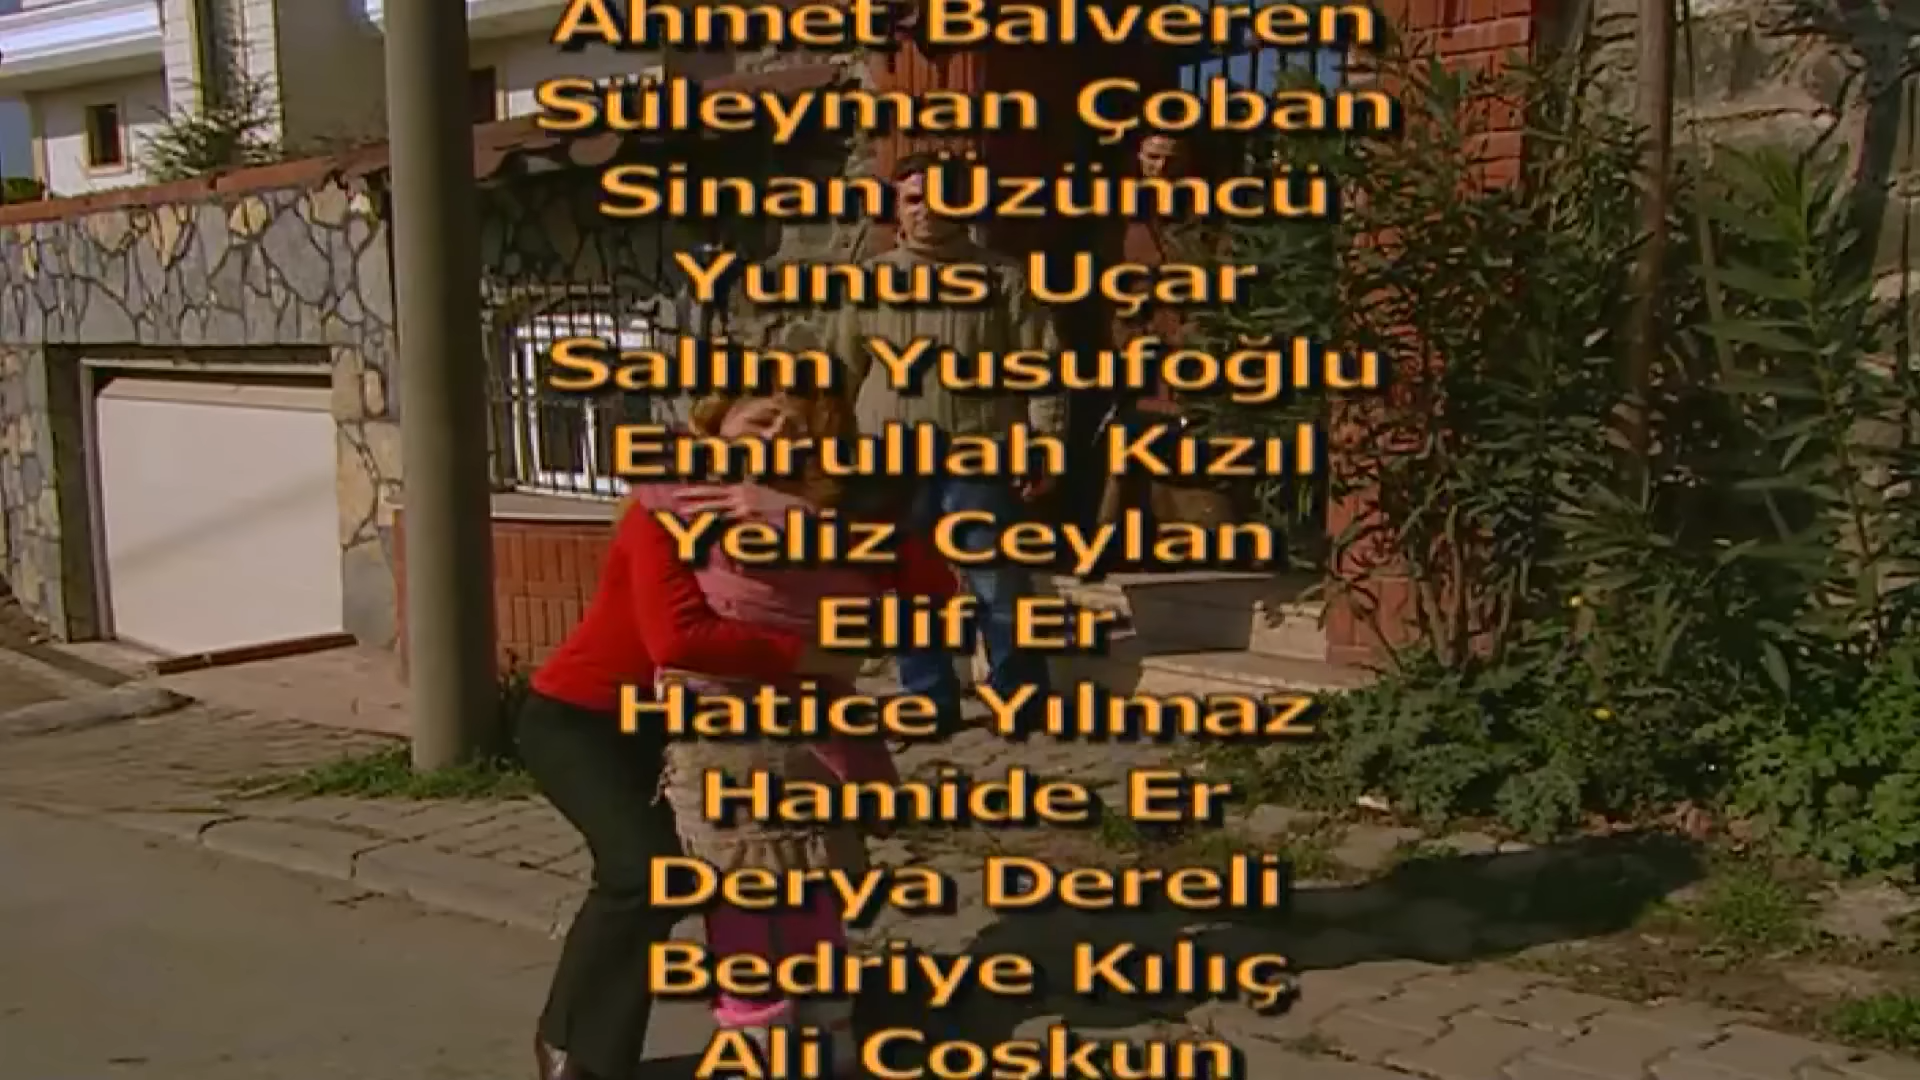 Ahmet Balveren
Süleyman Çoban
Sinan Üzümcü
Yunus Uçar
Salim Yusufoğlu
Emrullah Kızıl
Yeliz Ceylan
Elif Er
Hatice Yılmaz
Hamide Er
Derya Dereli
Bedriye Kılıç
Ali Coşkun